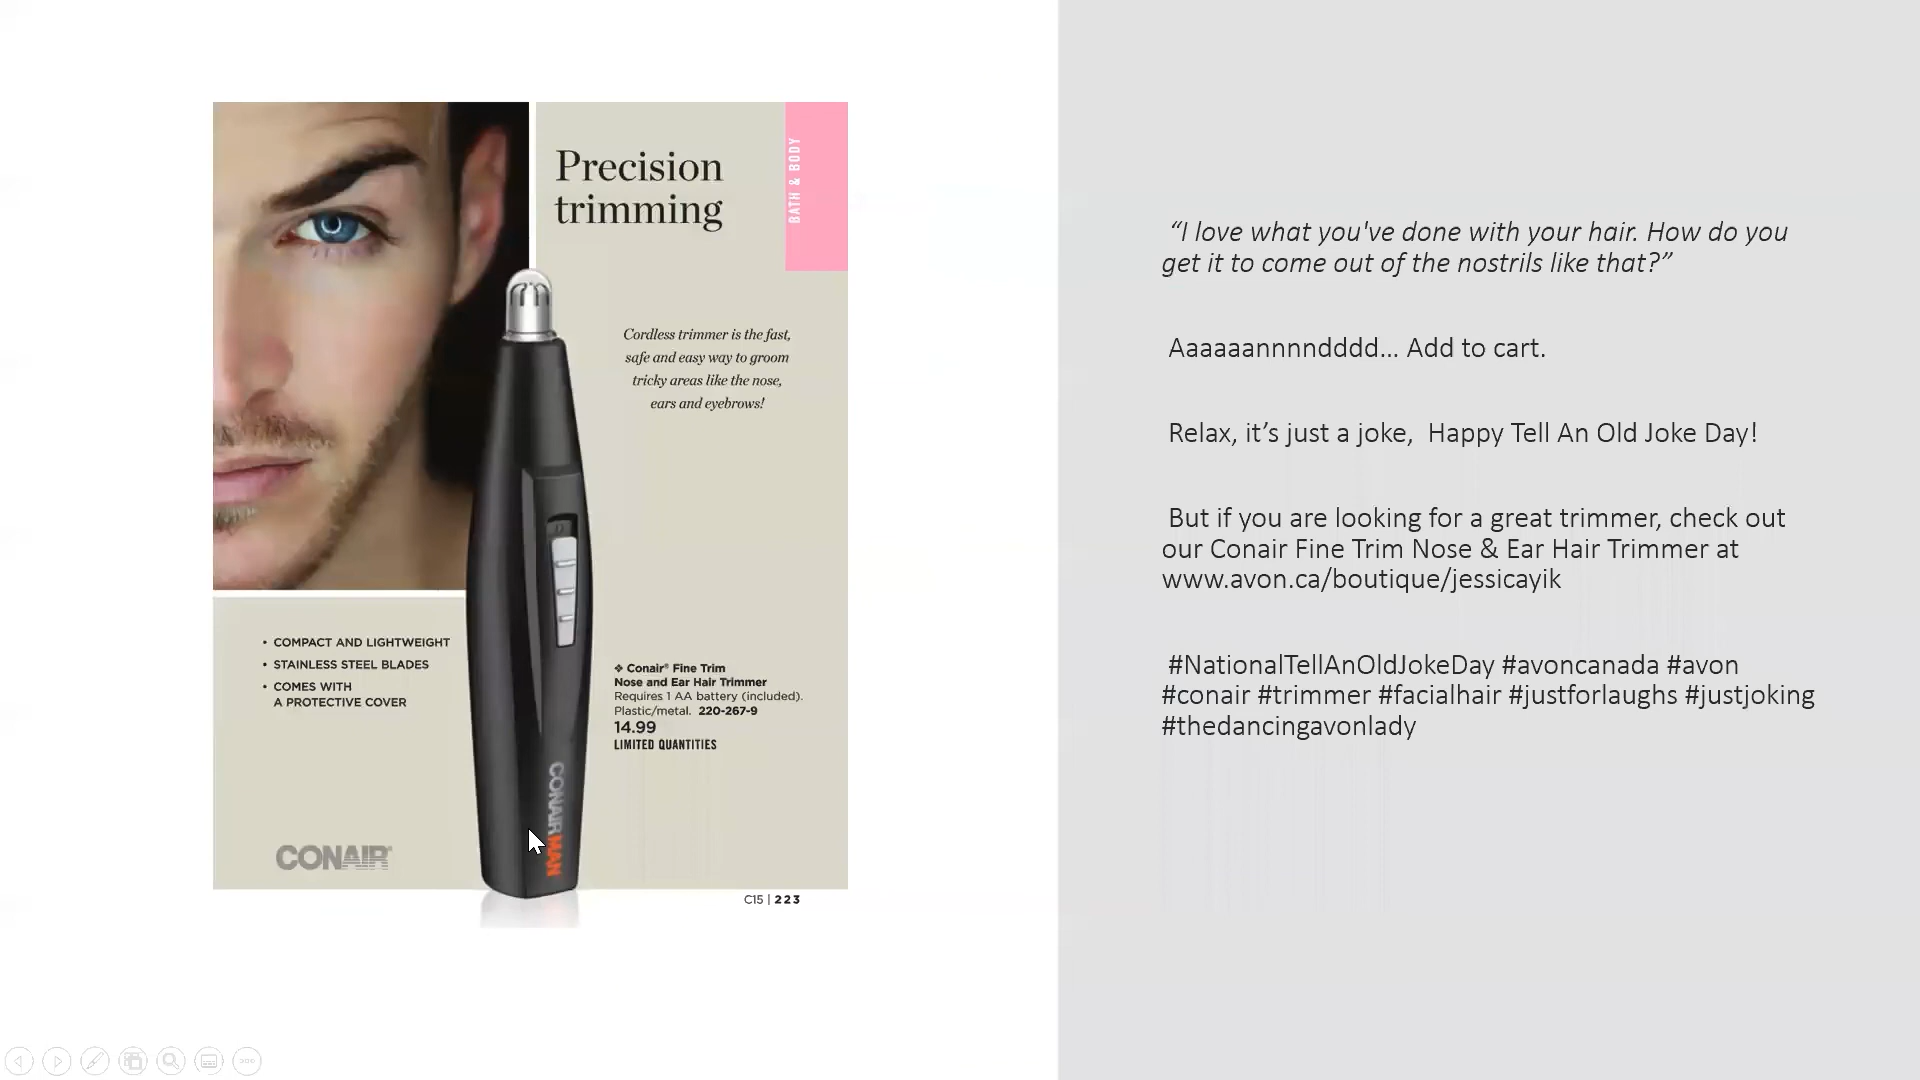 Precision
trimming
BATH & BODY
Cordless trimmer is the fast,
safe and easy way to groom
tricky areas like the nose,
ears and eyebrows!
• COMPACT AND LIGHTWEIGHT
• STAINLESS STEEL BLADES
• COMES WITH
A PROTECTIVE COVER
❖ Conair® Fine Trim
Nose and Ear Hair Trimmer
Requires 1 AA battery (included).
Plastic/metal. 220-267-9
14.99
LIMITED QUANTITIES
CONAIRMAN
CONAIR®
C15 | 223
“I love what you've done with your hair. How do you
get it to come out of the nostrils like that?”
Aaaaaannnndddd... Add to cart.
Relax, it’s just a joke,  Happy Tell An Old Joke Day!
But if you are looking for a great trimmer, check out
our Conair Fine Trim Nose & Ear Hair Trimmer at
www.avon.ca/boutique/jessicayik
#NationalTellAnOldJokeDay #avoncanada #avon
#conair #trimmer #facialhair #justforlaughs #justjoking
#thedancingavonlady